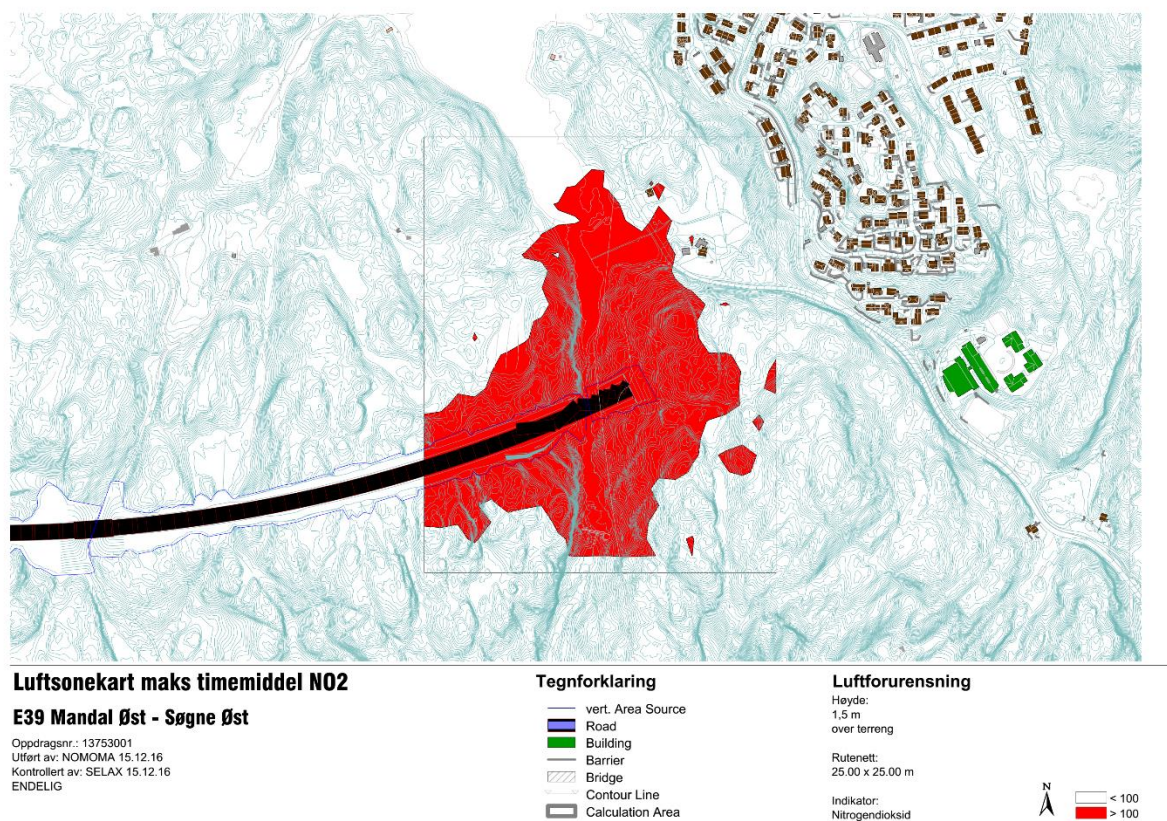 Luftsonekart maks timemiddel NO2
E39 Mandal Øst - Søgne Øst
Oppdragsnr.: 13753001
Utført av: NOMOMA 15.12.16
Kontrollert av: SELAX 15.12.16
ENDELIG
Tegnforklaring
vert. Area Source
Road
Building
Barrier
Bridge
Contour Line
Calculation Area
Luftforurensning
Høyde:
1,5 m
over terreng
Rutenett:
25.00 x 25.00 m
Indikator:
Nitrogendioksid
N
< 100
> 100